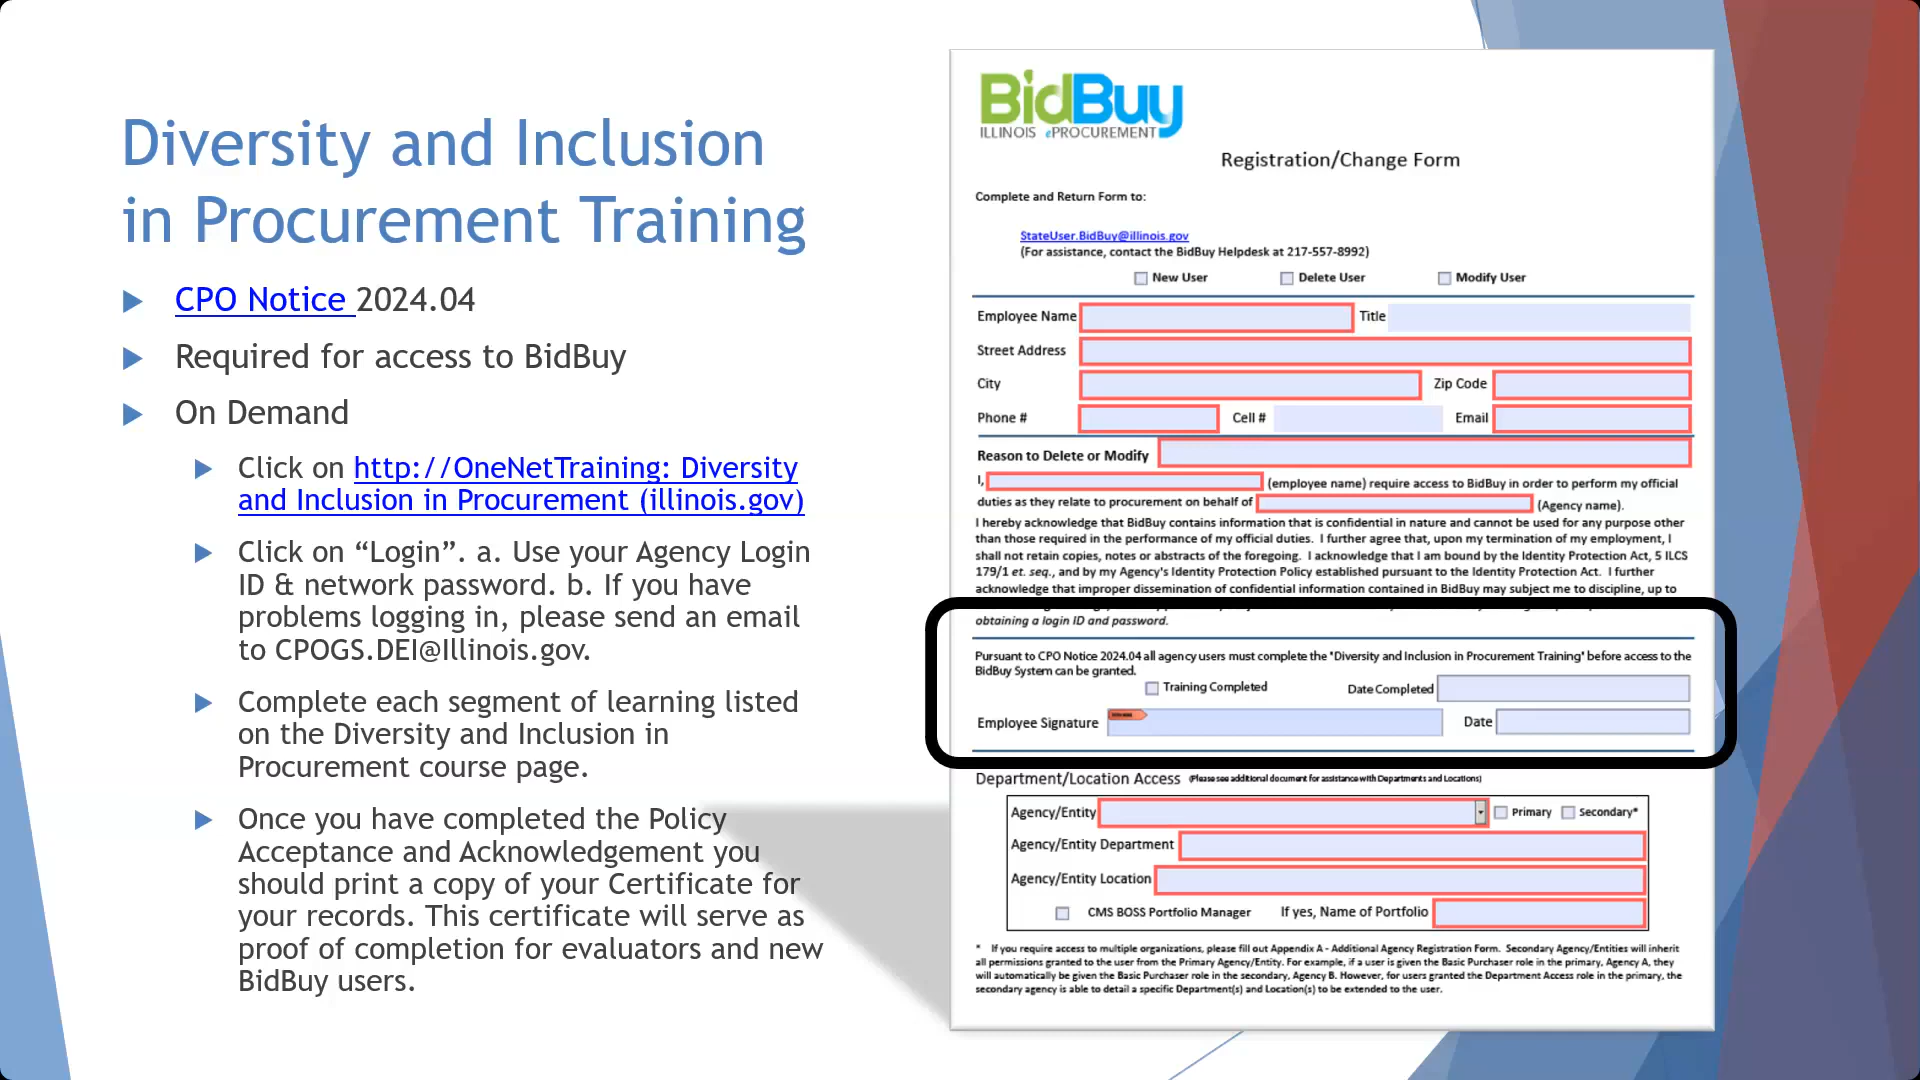 Diversity and Inclusion
in Procurement Training
CPO Notice 2024.04
Required for access to BidBuy
On Demand
Click on http://OneNetTraining: Diversity
and Inclusion in Procurement (illinois.gov)
Click on “Login”. a. Use your Agency Login
ID & network password. b. If you have
problems logging in, please send an email
to CPOGS.DEI@Illinois.gov.
Complete each segment of learning listed
on the Diversity and Inclusion in
Procurement course page.
Once you have completed the Policy
Acceptance and Acknowledgement you
should print a copy of your Certificate for
your records. This certificate will serve as
proof of completion for evaluators and new
BidBuy users.
BidBuy
ILLINOIS ePROCUREMENT
Registration/Change Form
Complete and Return Form to:
StateUser.BidBuy@illinois.gov
(For assistance, contact the BidBuy Helpdesk at 217-557-8992)
New User Delete User Modify User
Employee Name Title
Street Address
City Zip Code
Phone # Cell # Email
Reason to Delete or Modify
I, (employee name) require access to BidBuy in order to perform my official
duties as they relate to procurement on behalf of (Agency name).
I hereby acknowledge that BidBuy contains information that is confidential in nature and cannot be used for any purpose other
than those required in the performance of my official duties. I further agree that, upon my termination of my employment, I
shall not retain copies, notes or abstracts of the foregoing. I acknowledge that I am bound by the Identity Protection Act, 5 ILCS
179/1 et. seq., and by my Agency's Identity Protection Policy established pursuant to the Identity Protection Act. I further
acknowledge that improper dissemination of confidential information contained in BidBuy may subject me to discipline, up to
obtaining a login ID and password.
Pursuant to CPO Notice 2024.04 all agency users must complete the "Diversity and Inclusion in Procurement Training" before access to the
BidBuy System can be granted.
Training Completed Date Completed
Employee Signature Date
Department/Location Access (Please see additional document for assistance with Departments and Locations)
Agency/Entity Primary Secondary*
Agency/Entity Department
Agency/Entity Location
CMS BOSS Portfolio Manager If yes, Name of Portfolio
* If you require access to multiple organizations, please fill out Appendix A - Additional Agency Registration Form. Secondary Agency/Entities will inherit
all permissions granted to the user from the Primary Agency/Entity. For example, if a user is given the Basic Purchaser role in the primary, Agency A, they
will automatically be given the Basic Purchaser role in the secondary, Agency B. However, for users granted the Department Access role in the primary, the
secondary agency is able to detail a specific Department(s) and Location(s) to be extended to the user.